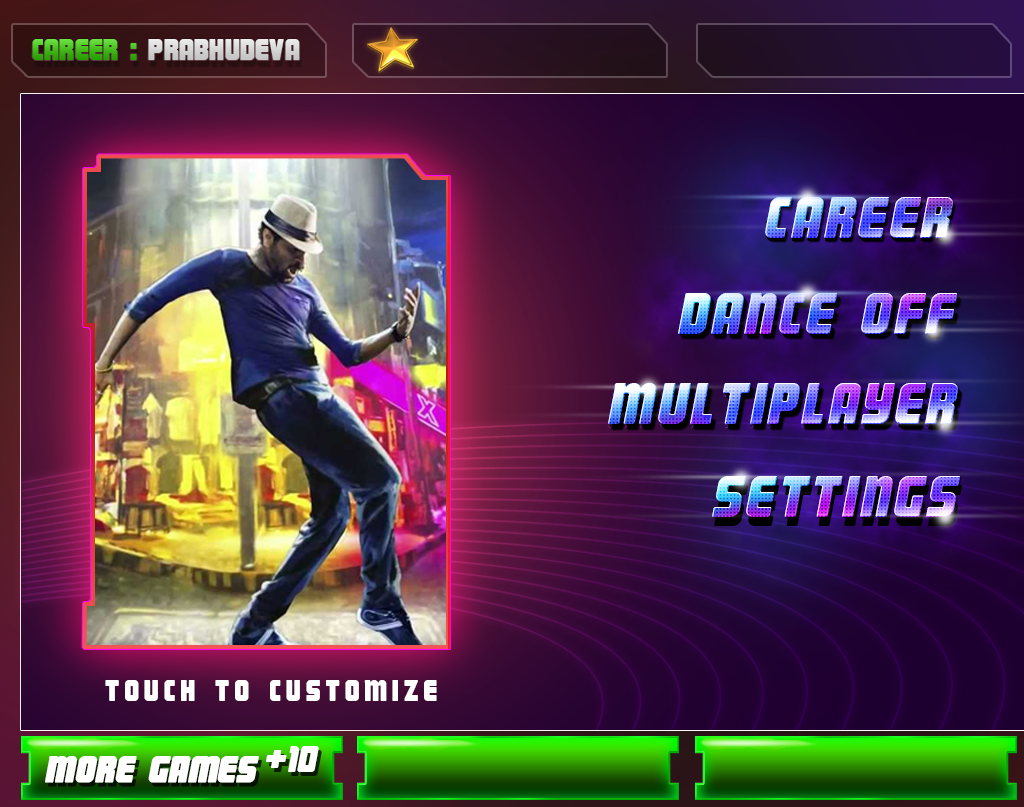 CAREER : PRABHUDEVA
CAREER
DANCE OFF
MULTIPLAYER
SETTINGS
X
TOUCH TO CUSTOMIZE
MORE GAMES +10